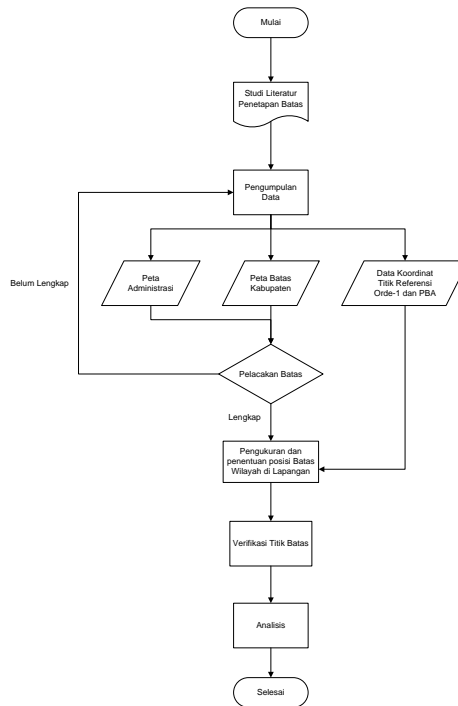 Mulai
Studi Literatur
Penetapan Batas
Pengumpulan
Data
Belum Lengkap
Peta
Administrasi
Peta Batas
Kabupaten
Data Koordinat
Titik Referensi
Orde-1 dan PBA
Pelacakan Batas
Lengkap
Pengukuran dan
penentuan posisi Batas
Wilayah di Lapangan
Verifikasi Titik Batas
Analisis
Selesai